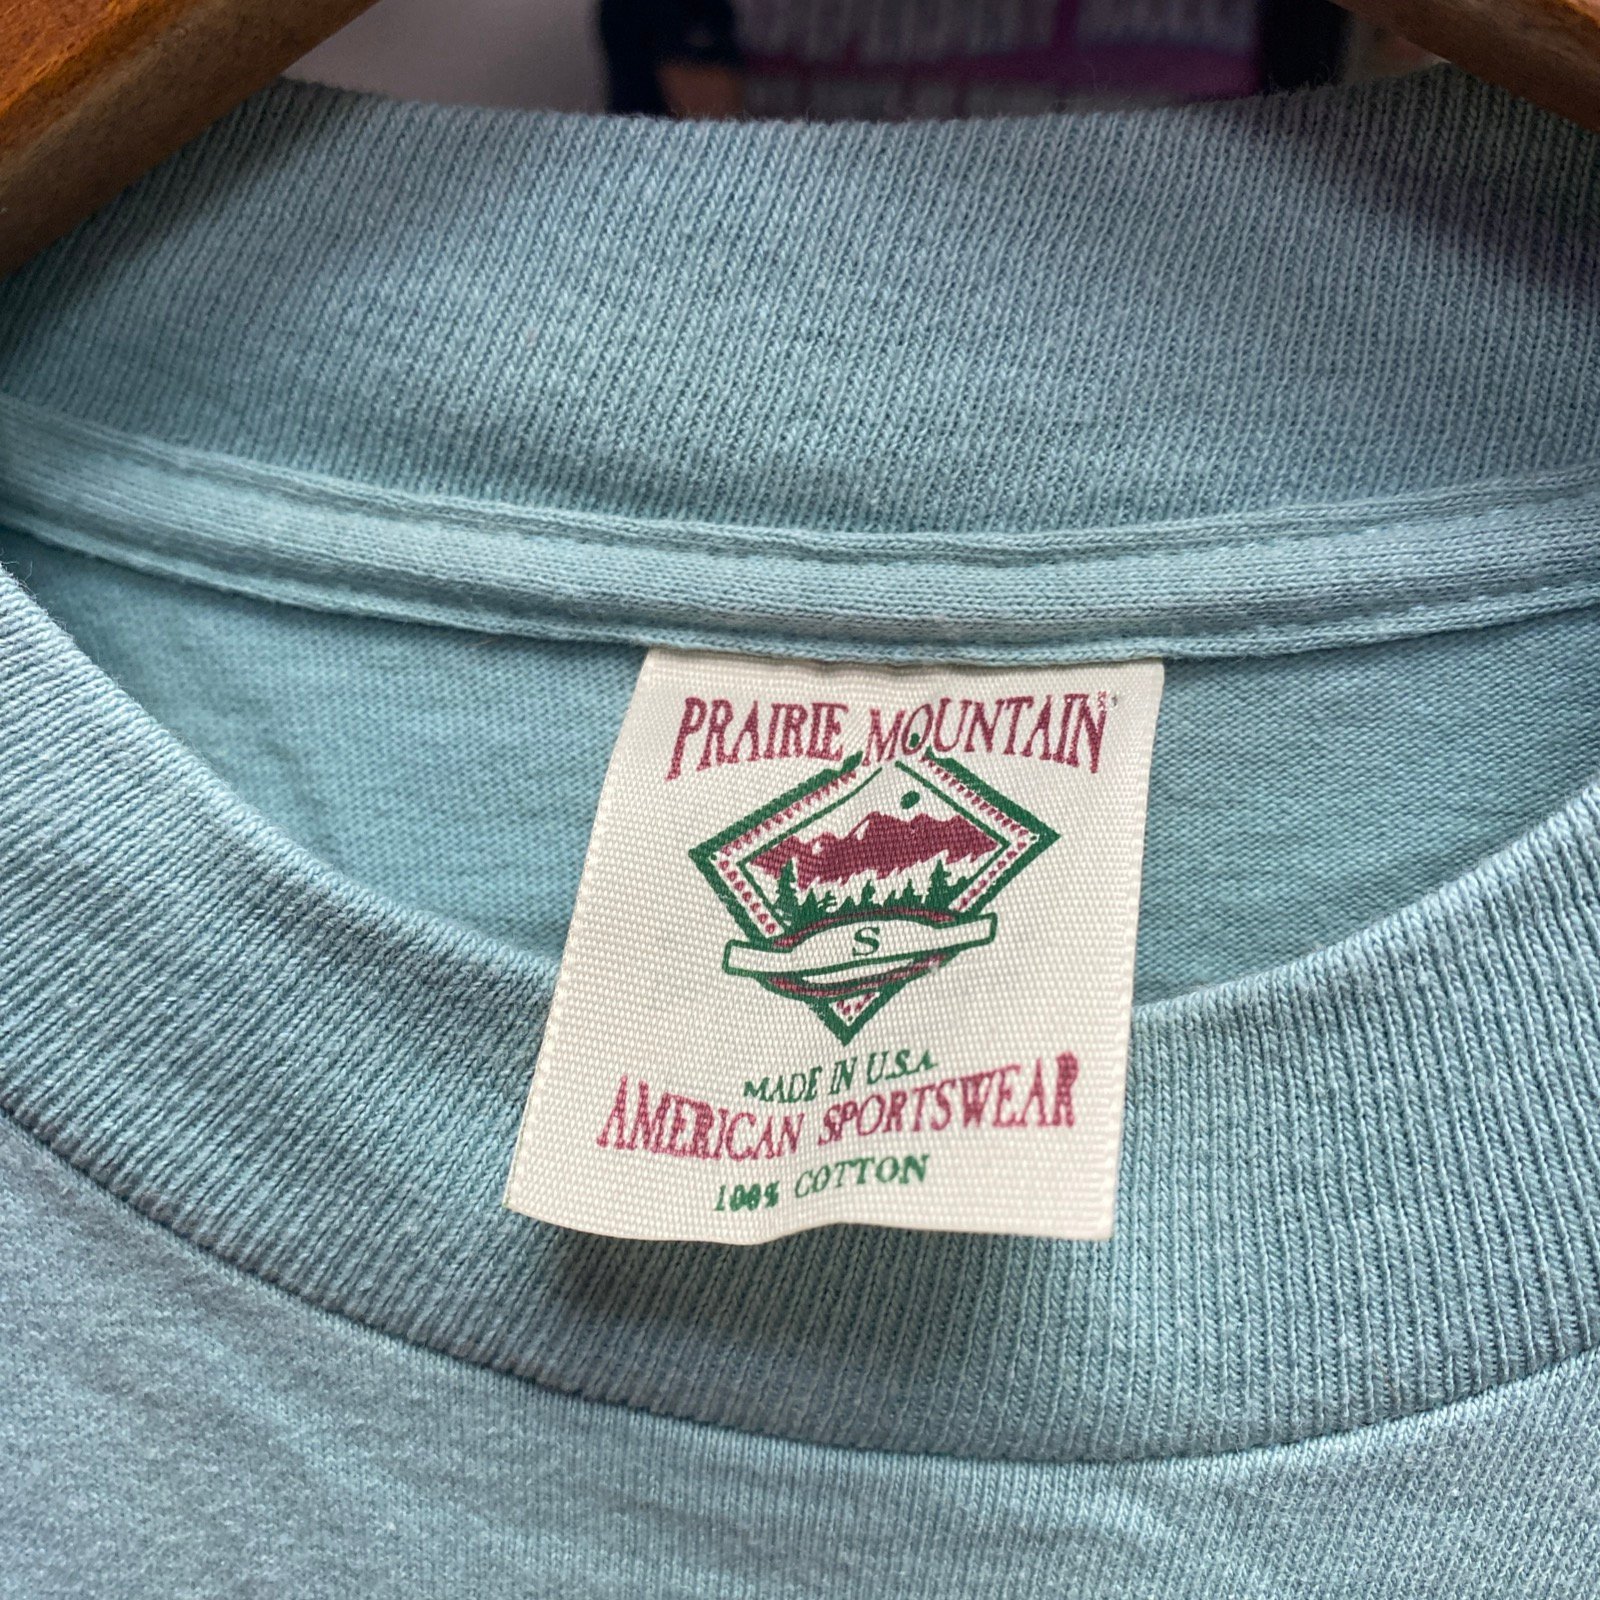 PRAIRIE MOUNTAIN
S
MADE IN U.S.A.
AMERICAN SPORTSWEAR
100% COTTON